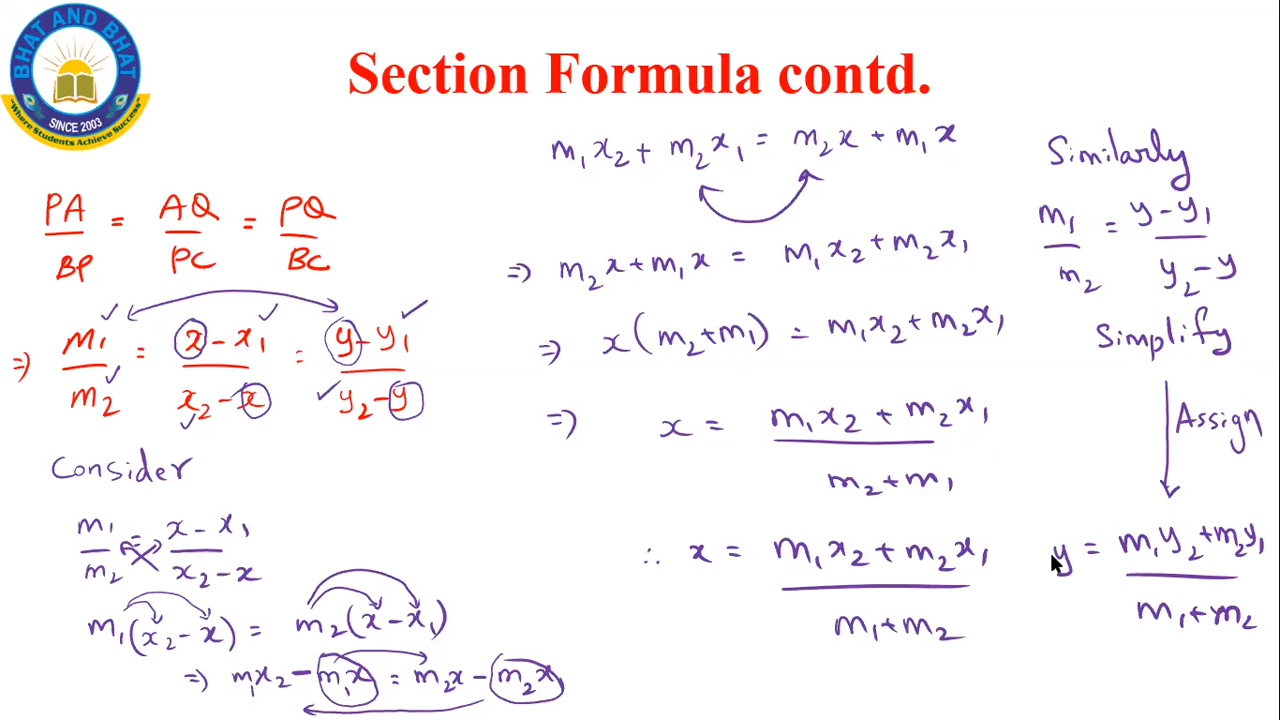 BHAT AND BHAT
"Where Students Achieve Success"
SINCE 2003
Section Formula contd.
PA/BP = AQ/PC = PQ/BC
⇒ m₁/m₂ = (x - x₁)/(x₂ - x) = (y - y₁)/(y₂ - y)
Consider
m₁/m₂ = (x - x₁)/(x₂ - x)
m₁(x₂ - x) = m₂(x - x₁)
⇒ m₁x₂ - m₁x = m₂x - m₂x
m₁x₂ + m₂x₁ = m₂x + m₁x
⇒ m₂x + m₁x = m₁x₂ + m₂x₁
⇒ x(m₂ + m₁) = m₁x₂ + m₂x₁
⇒ x = (m₁x₂ + m₂x₁)/(m₂ + m₁)
∴ x = (m₁x₂ + m₂x₁)/(m₁ + m₂)
Similarly
m₁/m₂ = (y - y₁)/(y₂ - y)
Simplify
Assign
y = (m₁y₂ + m₂y₁)/(m₁ + m₂)